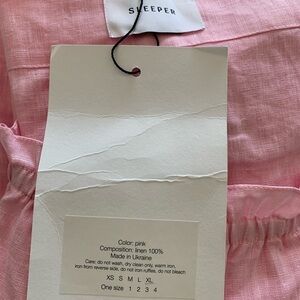 SLEEPER
Color: pink
Composition: linen 100%
Made in Ukraine
Care: do not wash, dry clean only, warm iron,
iron from reverse side, do not iron ruffles, do not bleach
XS S M L XL
One size 1 2 3 4